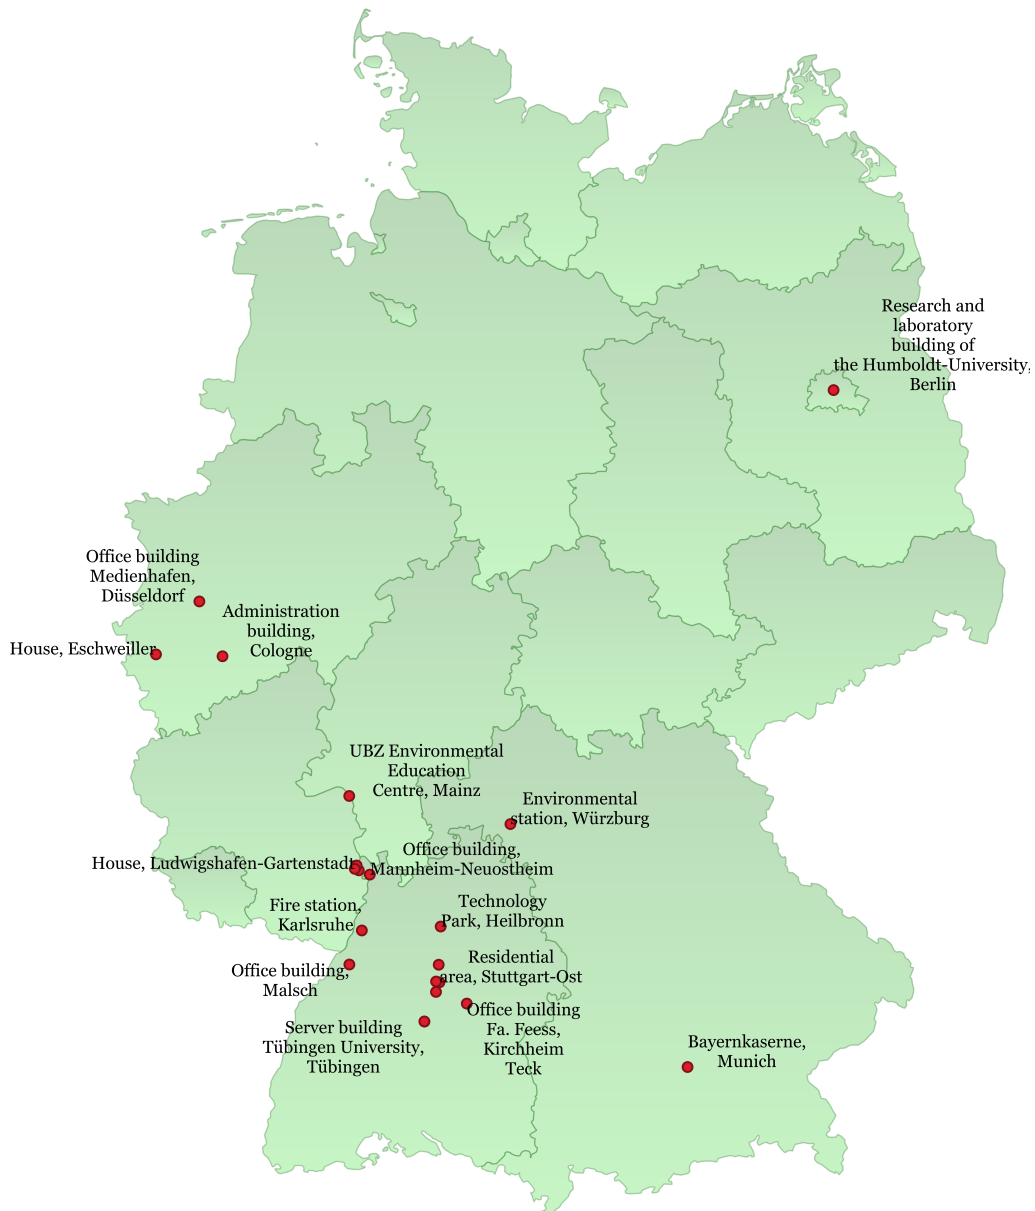 Research and
laboratory
building of
the Humboldt-University,
Berlin
Office building
Medienhafen,
Düsseldorf
Administration
building,
Cologne
House, Eschweiller
UBZ Environmental
Education
Centre, Mainz
Environmental
station, Würzburg
Office building,
Mannheim-Neuostheim
House, Ludwigshafen-Gartenstadt
Fire station,
Karlsruhe
Technology
Park, Heilbronn
Office building,
Malsch
Residential
area, Stuttgart-Ost
Office building
Fa. Feess,
Kirchheim
Teck
Server building
Tübingen University,
Tübingen
Bayernkaserne,
Munich